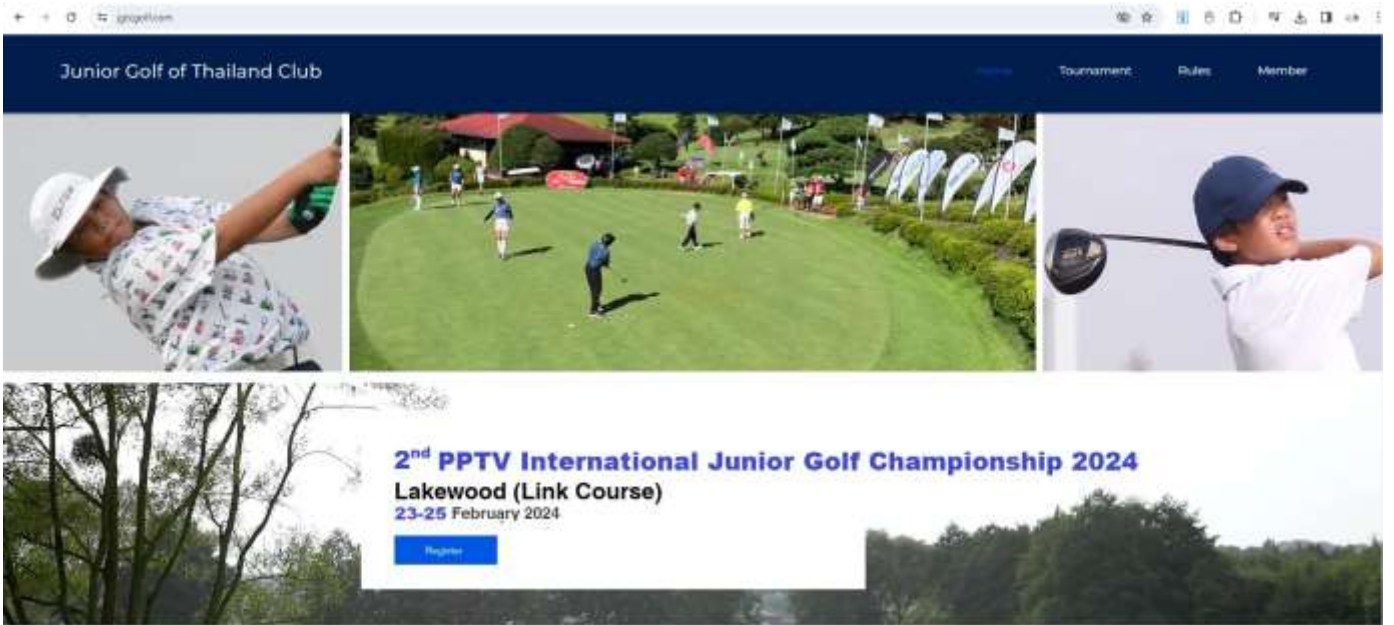 Junior Golf of Thailand Club
Tournament Rules Member
2nd PPTV International Junior Golf Championship 2024
Lakewood (Link Course)
23-25 February 2024
Register